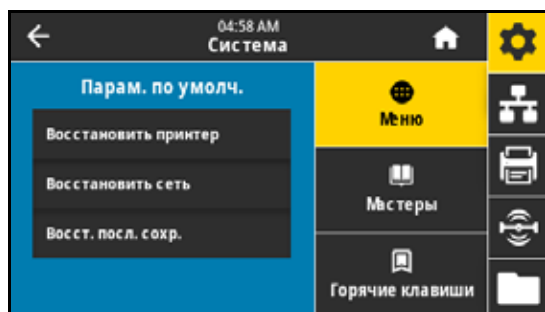 04:58 AM
Система
Парам. по умолч.
Восстановить принтер
Восстановить сеть
Восст. посл. сохр.
Меню
Мастеры
Горячие клавиши